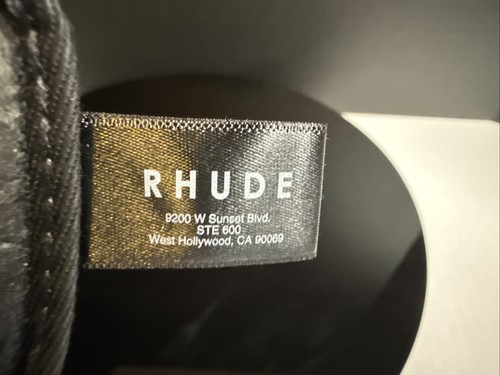 RHUDE
9200 W Sunset Blvd.
STE 600
West Hollywood, CA 90069